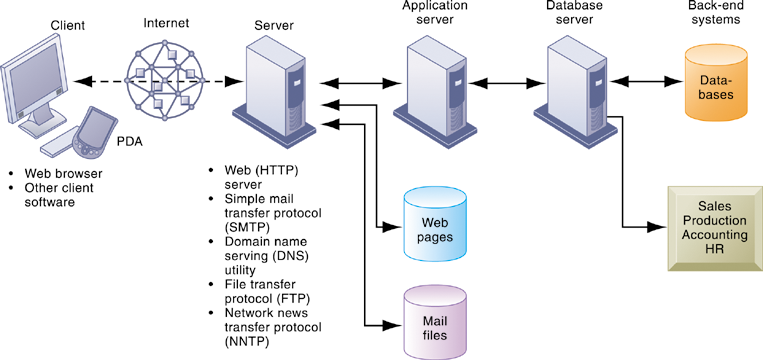 Client
Internet
Server
Application
server
Database
server
Back-end
systems
Data-
bases
PDA
• Web browser
• Other client
software
• Web (HTTP)
server
• Simple mail
transfer protocol
(SMTP)
• Domain name
serving (DNS)
utility
• File transfer
protocol (FTP)
• Network news
transfer protocol
(NNTP)
Web
pages
Mail
files
Sales
Production
Accounting
HR